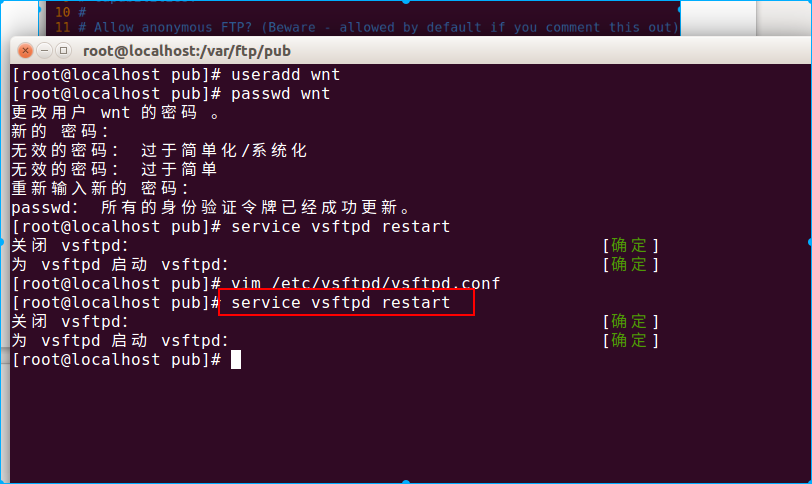 10 #
11 # Allow anonymous FTP? (Beware - allowed by default if you comment this out)
root@localhost:/var/ftp/pub
[root@localhost pub]# useradd wnt
[root@localhost pub]# passwd wnt
更改用户 wnt 的密码 。
新的 密码：
无效的密码： 过于简单化/系统化
无效的密码： 过于简单
重新输入新的 密码：
passwd： 所有的身份验证令牌已经成功更新。
[root@localhost pub]# service vsftpd restart
关闭 vsftpd： [确定]
为 vsftpd 启动 vsftpd： [确定]
[root@localhost pub]# vim /etc/vsftpd/vsftpd.conf
[root@localhost pub]# service vsftpd restart
关闭 vsftpd： [确定]
为 vsftpd 启动 vsftpd： [确定]
[root@localhost pub]#